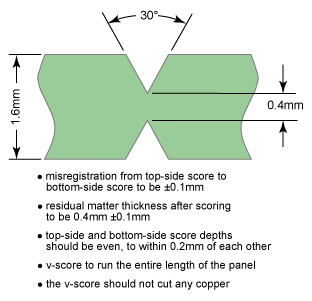 30°
1.6mm
0.4mm
• misregistration from top-side score to
bottom-side score to be ±0.1mm
• residual matter thickness after scoring
to be 0.4mm ±0.1mm
• top-side and bottom-side score depths
should be even, to within 0.2mm of each other
• v-score to run the entire length of the panel
• the v-score should not cut any copper